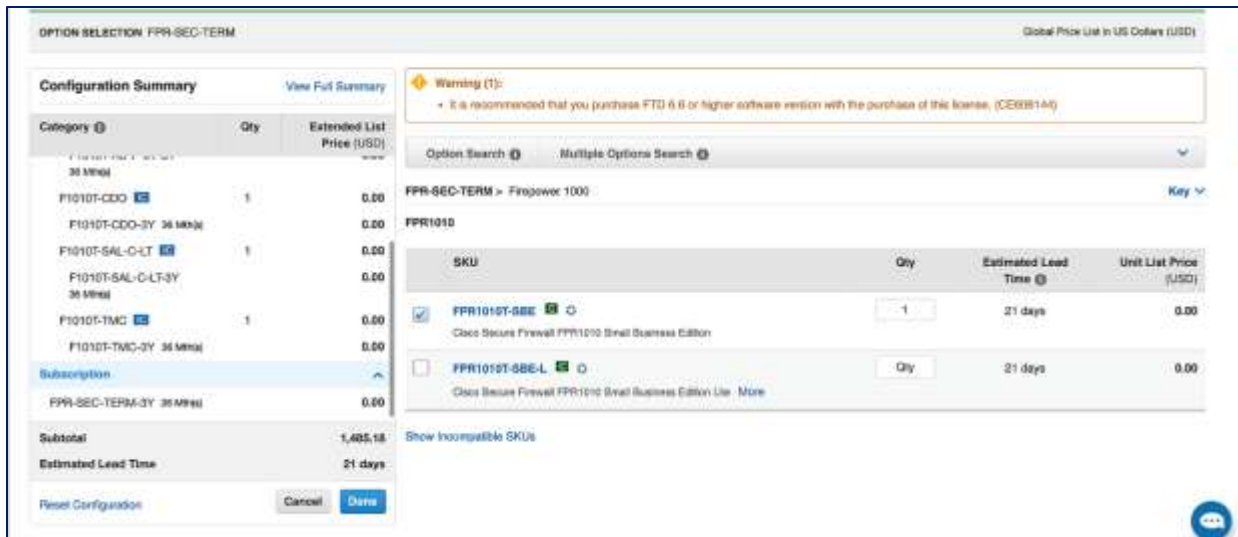 OPTION SELECTION FPR-SEC-TERM
Global Price List in US Dollars (USD)
Configuration Summary
View Full Summary
Category
Qty
Extended List Price (USD)
36 Mth(s)
F1010T-CDO
1
0.00
F1010T-CDO-3Y 36 Mth(s)
0.00
F1010T-SAL-C-LT
1
0.00
F1010T-SAL-C-LT-3Y
36 Mth(s)
0.00
F1010T-TMC
1
0.00
F1010T-TMC-3Y 36 Mth(s)
0.00
Subscription
FPR-SEC-TERM-3Y 36 Mth(s)
0.00
Subtotal
1,485.18
Estimated Lead Time
21 days
Reset Configuration
Cancel
Done
Warning (1):
It is recommended that you purchase FTD 6.6 or higher software version with the purchase of this license.
Option Search
Multiple Options Search
FPR-SEC-TERM > Firepower 1000
Key
FPR1010
SKU
Qty
Estimated Lead Time
Unit List Price (USD)
FPR1010T-SBE
1
21 days
0.00
Cisco Secure Firewall FPR1010 Small Business Edition
FPR1010T-SBE-L
Qty
21 days
0.00
Cisco Secure Firewall FPR1010 Small Business Edition Lite More
Show Incompatible SKUs